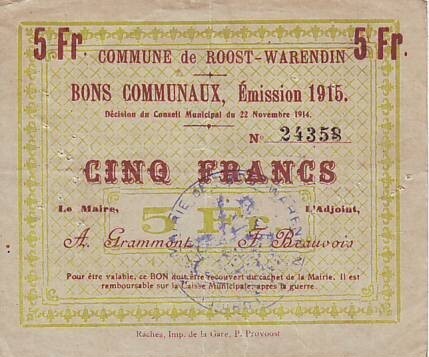 5 Fr. 5 Fr.
COMMUNE de ROOST-WARENDIN
BONS COMMUNAUX, Émission 1915.
Décision du Conseil Municipal du 22 Novembre 1914.
No 24358
CINQ FRANCS
Le Maire, L'Adjoint,
5 Fr
A. Grammont F. Beauvois
Pour être valable, ce BON doit être recouvert du cachet de la Mairie. Il est
remboursable sur la Caisse Municipale, après la guerre.
Raches, Imp. de la Gare, P. Provoost